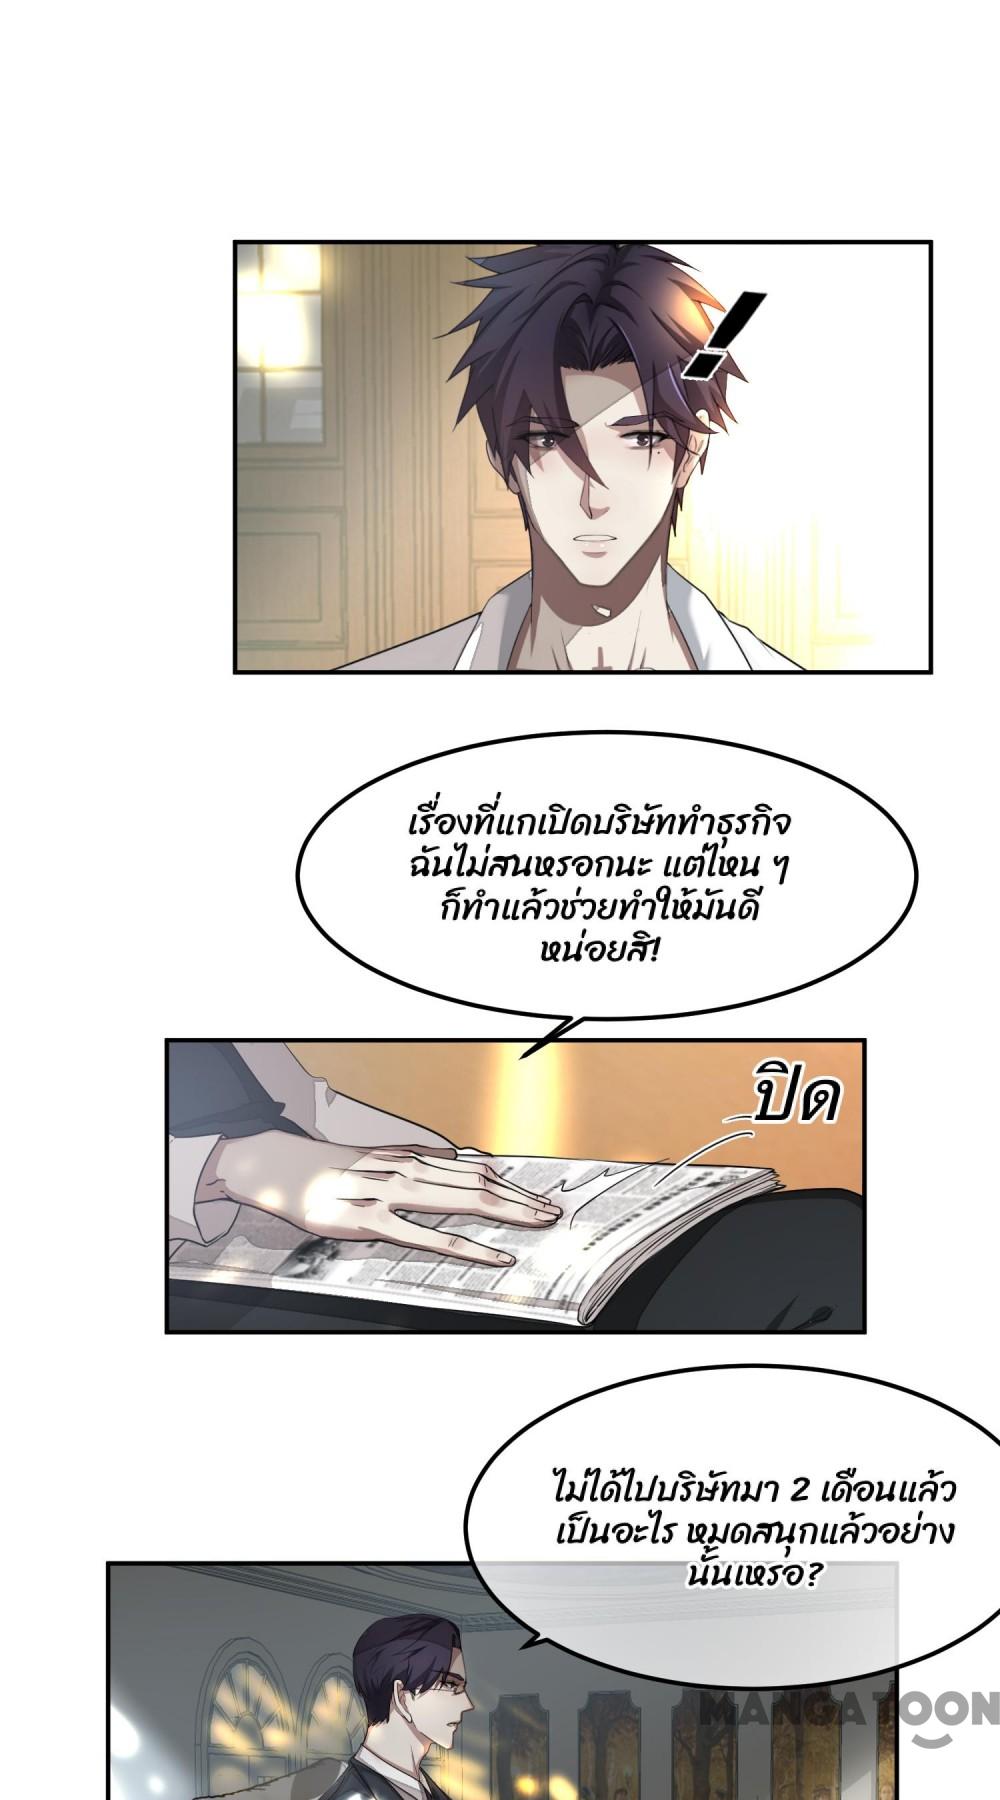 !
เรื่องที่แกเปิดบริษัททำธุรกิจ
ฉันไม่สนหรอกนะ แต่ไหน ๆ
ก็ทำแล้วช่วยทำให้มันดี
หน่อยสิ!
ปิด
ไม่ได้ไปบริษัทมา 2 เดือนแล้ว
เป็นอะไร หมดสนุกแล้วอย่าง
นั้นเหรอ?
MANGATOON